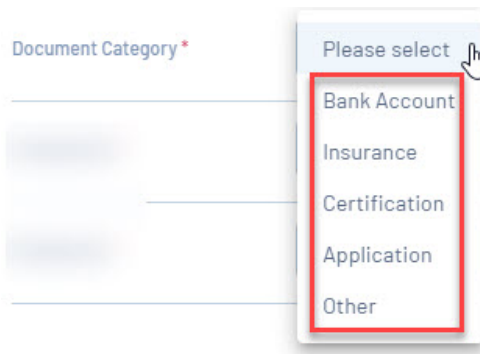 Document Category *
Please select
Bank Account
Insurance
Certification
Application
Other